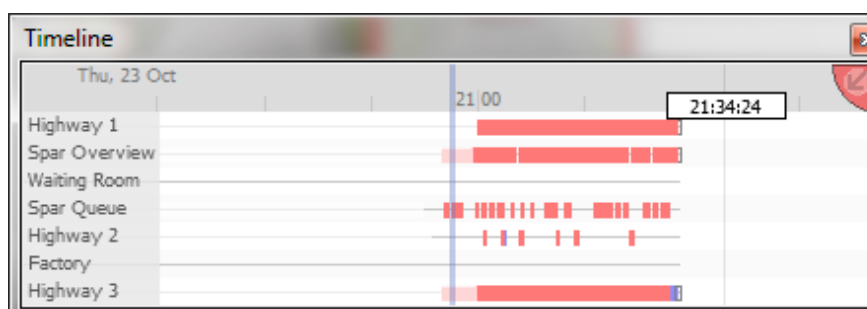 Timeline
Thu, 23 Oct
21 00
21:34:24
Highway 1
Spar Overview
Waiting Room
Spar Queue
Highway 2
Factory
Highway 3